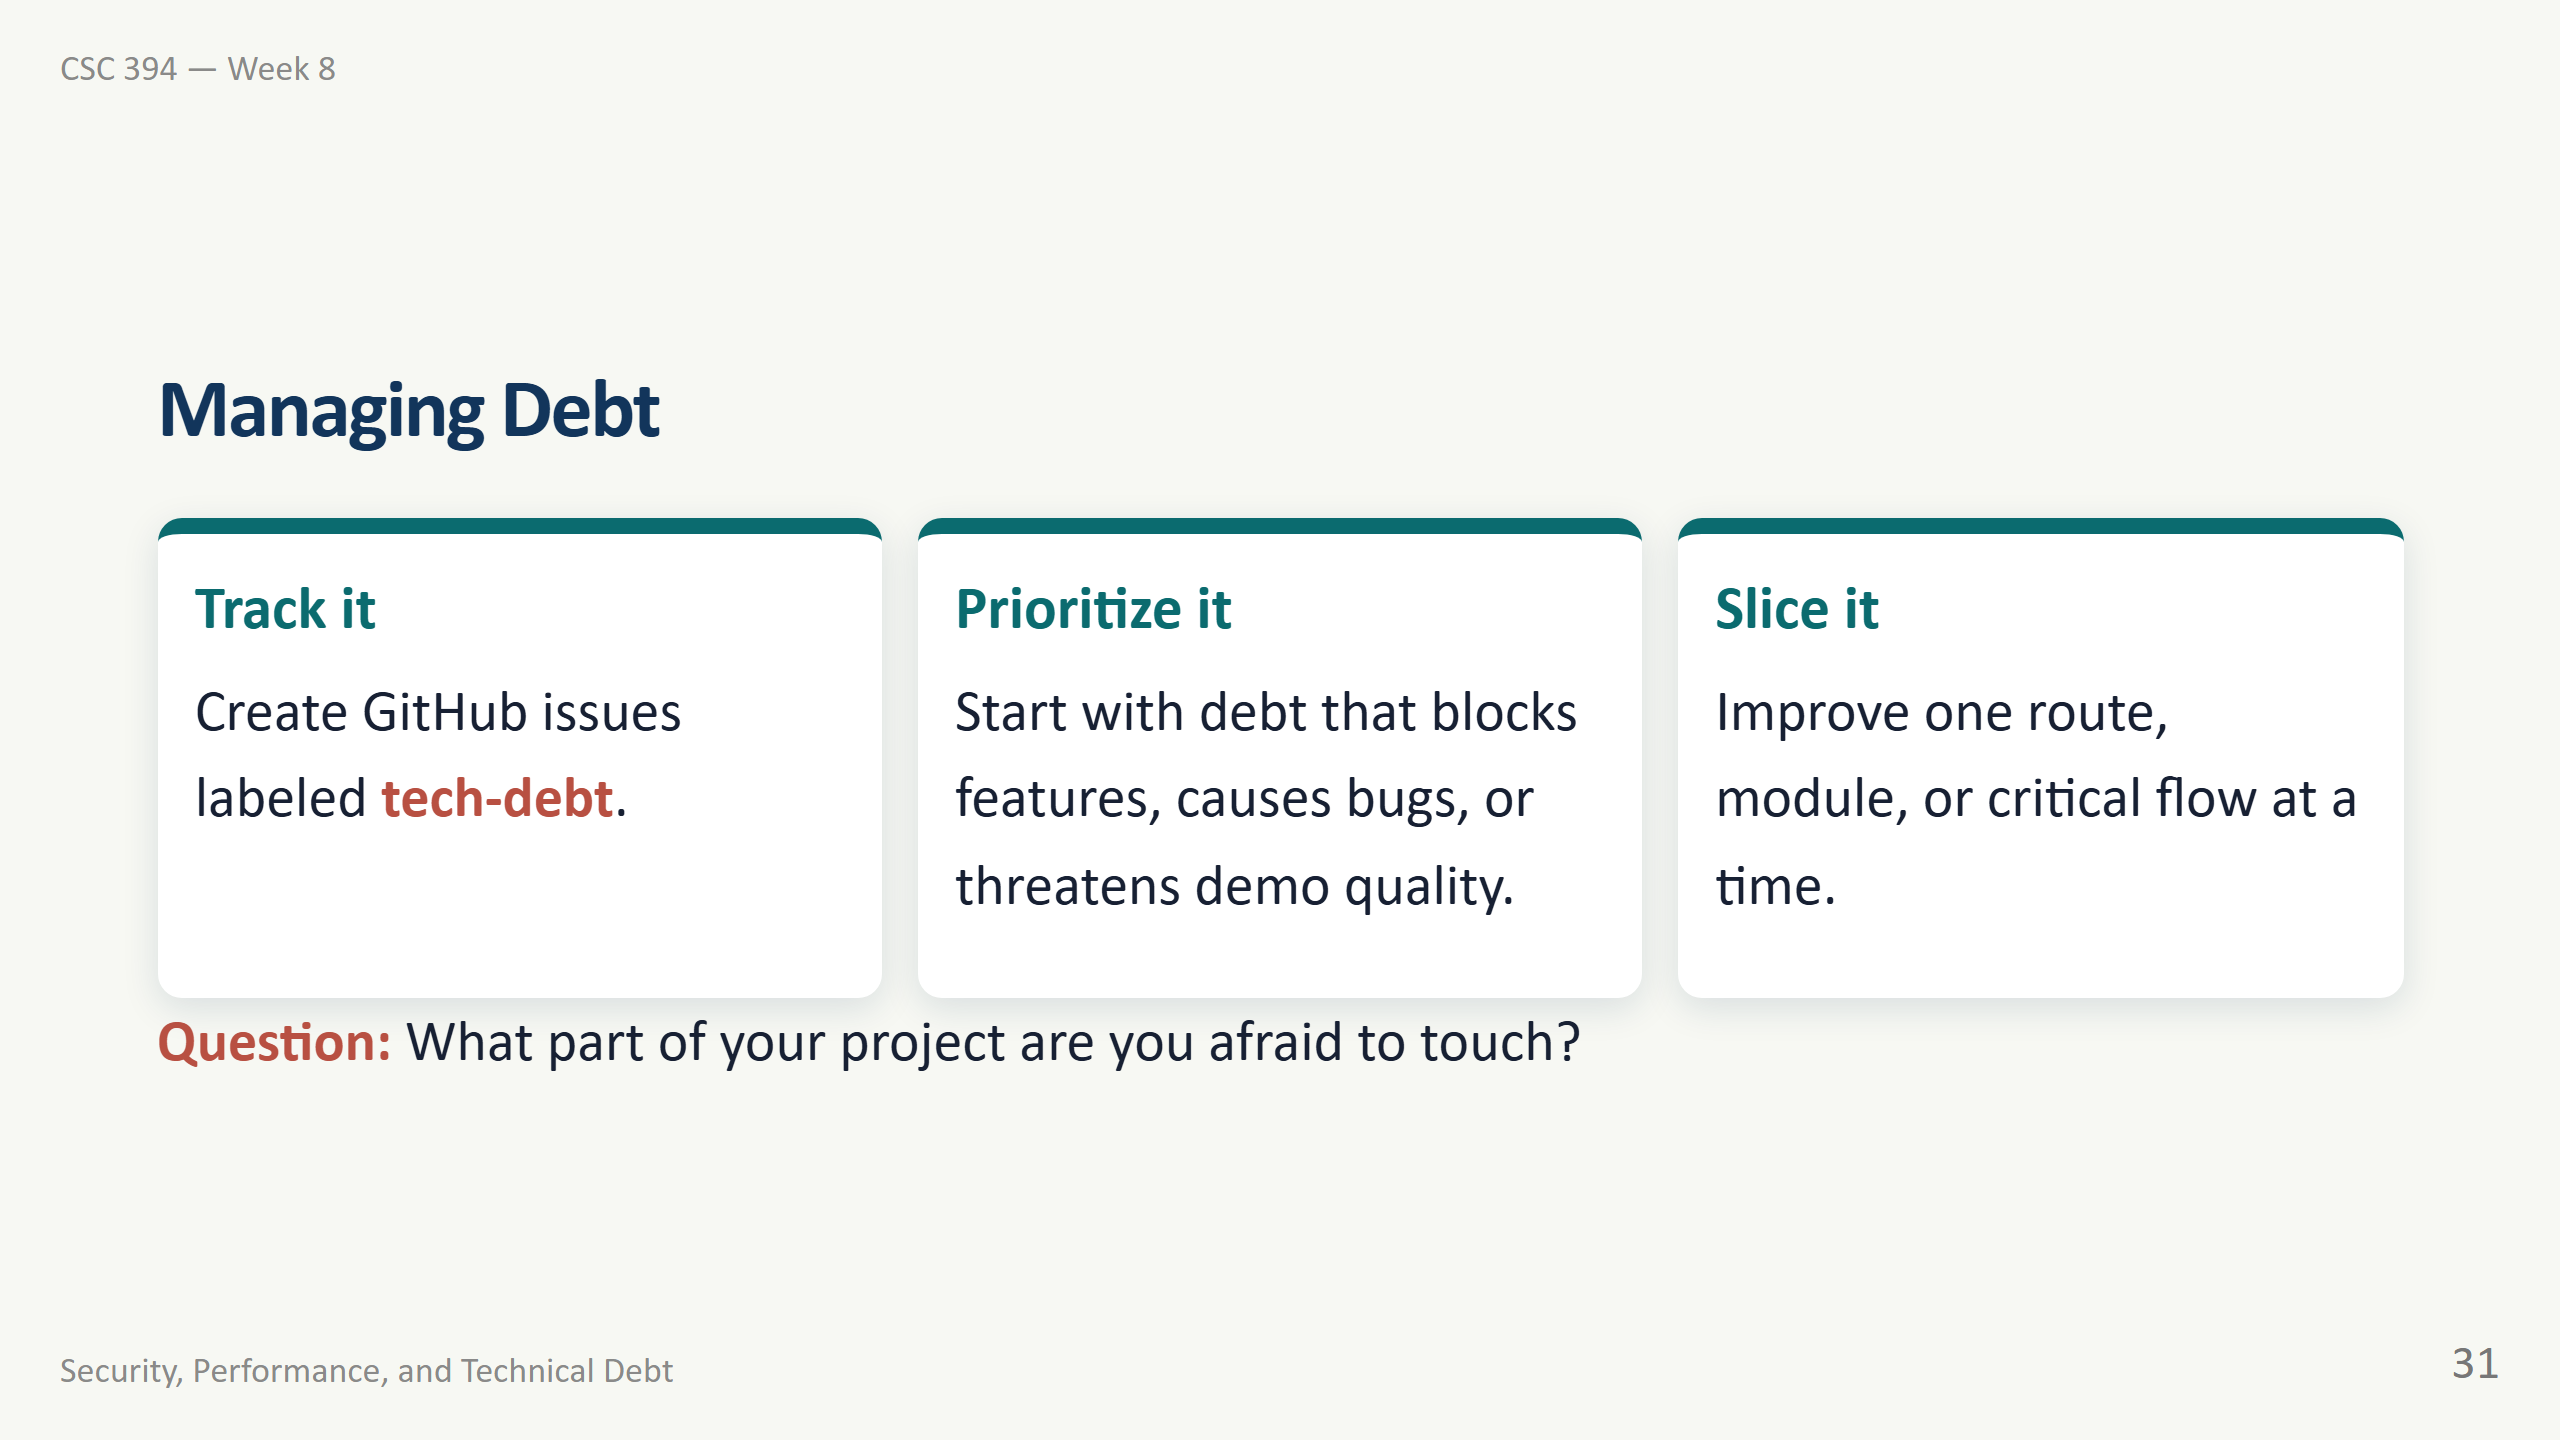 CSC 394 — Week 8
Managing Debt
Track it
Create GitHub issues
labeled tech-debt.
Prioritize it
Start with debt that blocks
features, causes bugs, or
threatens demo quality.
Slice it
Improve one route,
module, or critical flow at a
time.
Question: What part of your project are you afraid to touch?
Security, Performance, and Technical Debt
31